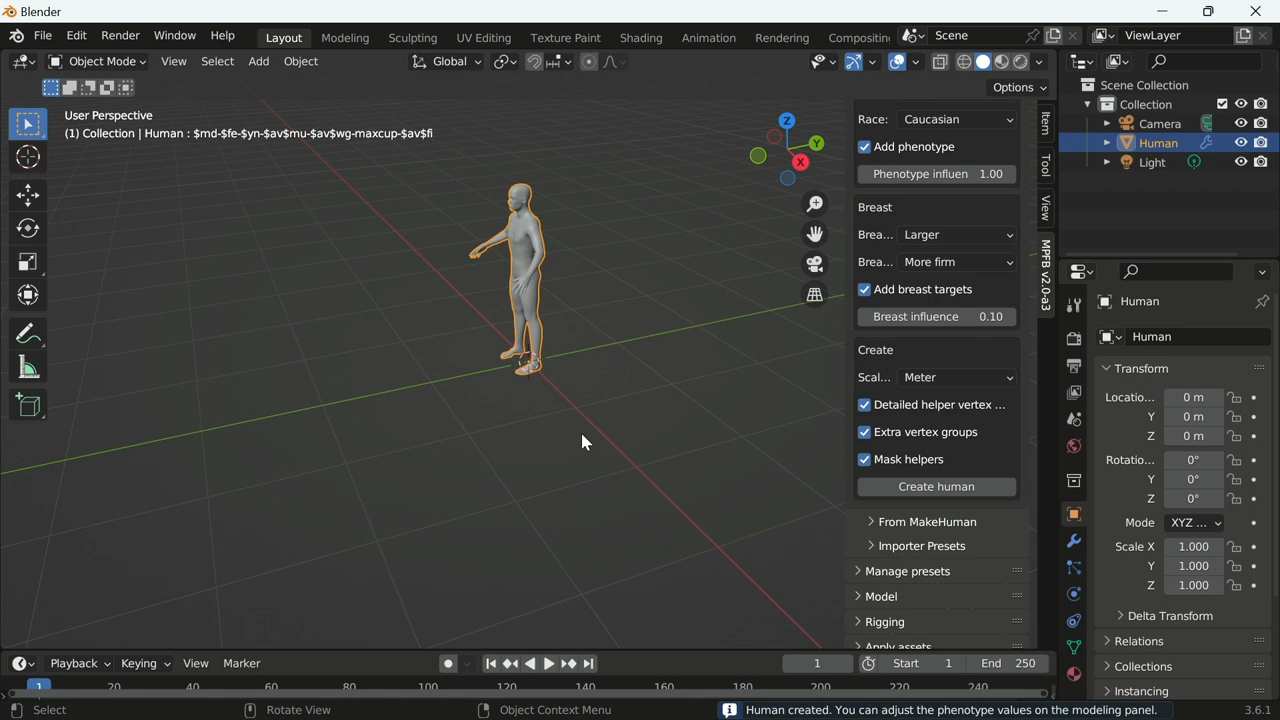 Blender
File Edit Render Window Help Layout Modeling Sculpting UV Editing Texture Paint Shading Animation Rendering Compositing Scene ViewLayer
Object Mode View Select Add Object Global
Options
User Perspective
(1) Collection | Human : $md-$fe-$yn-$av$mu-$av$wg-maxcup-$av$fi
Z
Y
X
Race: Caucasian
Add phenotype
Phenotype influen 1.00
Breast
Brea... Larger
Brea... More firm
Add breast targets
Breast influence 0.10
Create
Scal... Meter
Detailed helper vertex ...
Extra vertex groups
Mask helpers
Create human
From MakeHuman
Importer Presets
Manage presets
Model
Rigging
Apply assets
Item
Tool
View
MPFB v2.0-a3
Scene Collection
Collection
Camera
Human
Light
Human
Human
Transform
Locatio... 0 m
Y 0 m
Z 0 m
Rotatio... 0°
Y 0°
Z 0°
Mode XYZ ...
Scale X 1.000
Y 1.000
Z 1.000
Delta Transform
Relations
Collections
Instancing
Playback Keying View Marker 1 Start 1 End 250
1 20 40 60 80 100 120 140 160 180 200 220 240
Select Rotate View Object Context Menu Human created. You can adjust the phenotype values on the modeling panel. 3.6.1